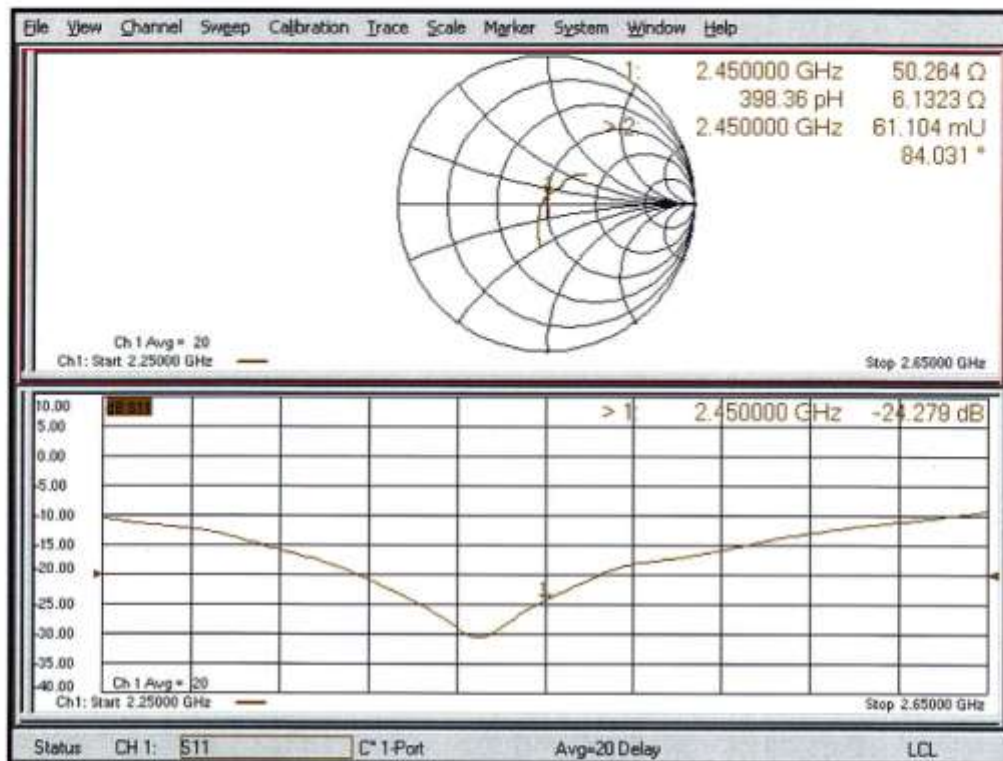 File View Channel Sweep Calibration Trace Scale Marker System Window Help
1: 2.450000 GHz 50.264 Ω
398.36 pH 6.1323 Ω
> 2: 2.450000 GHz 61.104 mU
84.031 °
Ch 1 Avg = 20
Ch1: Start 2.25000 GHz Stop 2.65000 GHz
10.00 > 1: 2.450000 GHz -24.279 dB
5.00
0.00
-5.00
-10.00
-15.00
-20.00
-25.00 1
-30.00
-35.00
-40.00 Ch 1 Avg = 20
Ch1: Start 2.25000 GHz Stop 2.65000 GHz
Status CH 1: S11 C* 1-Port Avg=20 Delay LCL